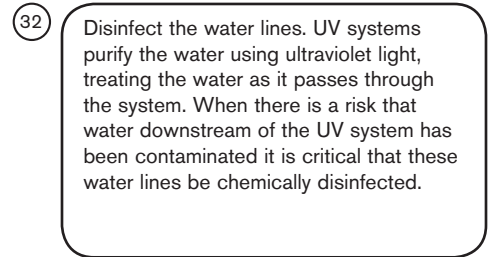 32
Disinfect the water lines. UV systems
purify the water using ultraviolet light,
treating the water as it passes through
the system. When there is a risk that
water downstream of the UV system has
been contaminated it is critical that these
water lines be chemically disinfected.